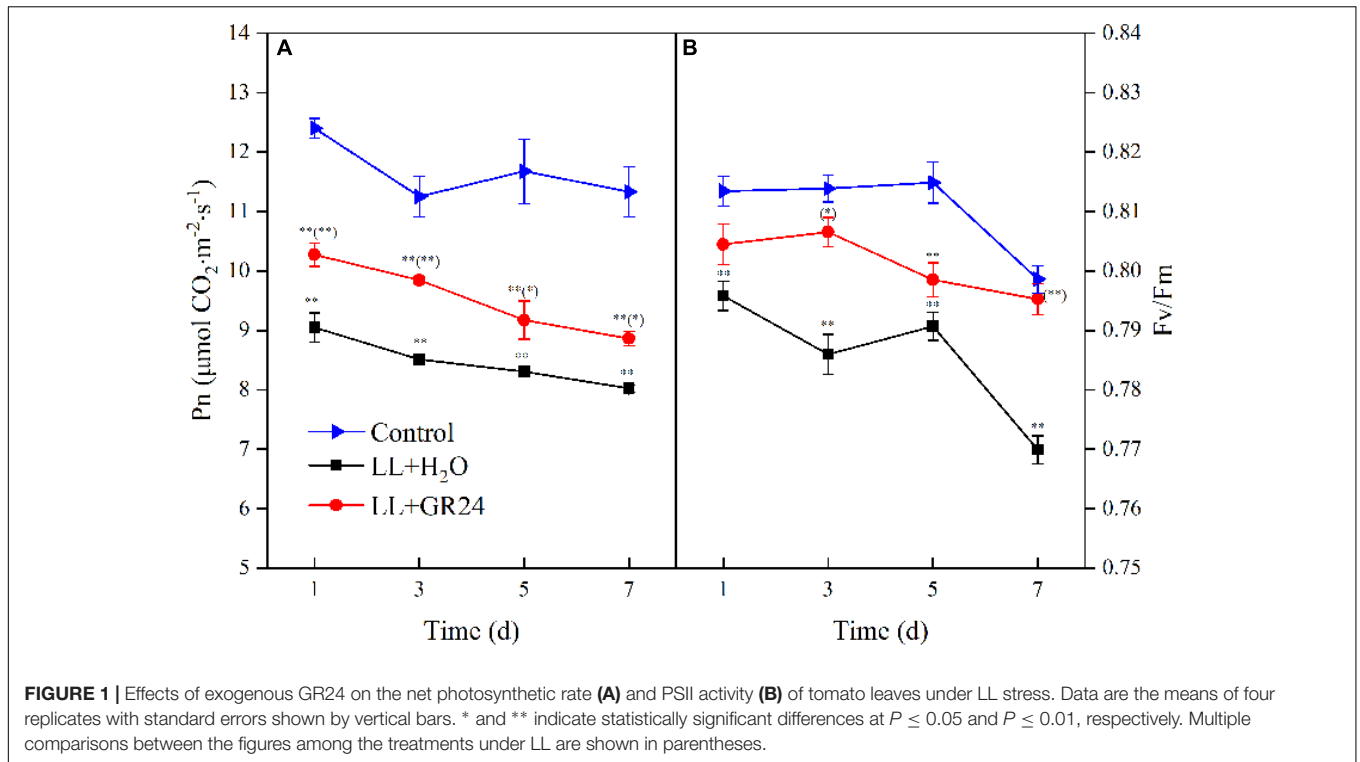 A
B
14
13
12
11
10
9
8
7
6
5
Pn (μmol CO₂·m⁻²·s⁻¹)
**(**)
**(**)
**(*)
**(*)
**
**
**
**
Control
LL+H₂O
LL+GR24
1 3 5 7
Time (d)
(*)
**
**
**
**
(**)
**
1 3 5 7
Time (d)
0.84
0.83
0.82
0.81
0.80
0.79
0.78
0.77
0.76
0.75
Fv/Fm
FIGURE 1 | Effects of exogenous GR24 on the net photosynthetic rate (A) and PSII activity (B) of tomato leaves under LL stress. Data are the means of four
replicates with standard errors shown by vertical bars. * and ** indicate statistically significant differences at P ≤ 0.05 and P ≤ 0.01, respectively. Multiple
comparisons between the figures among the treatments under LL are shown in parentheses.